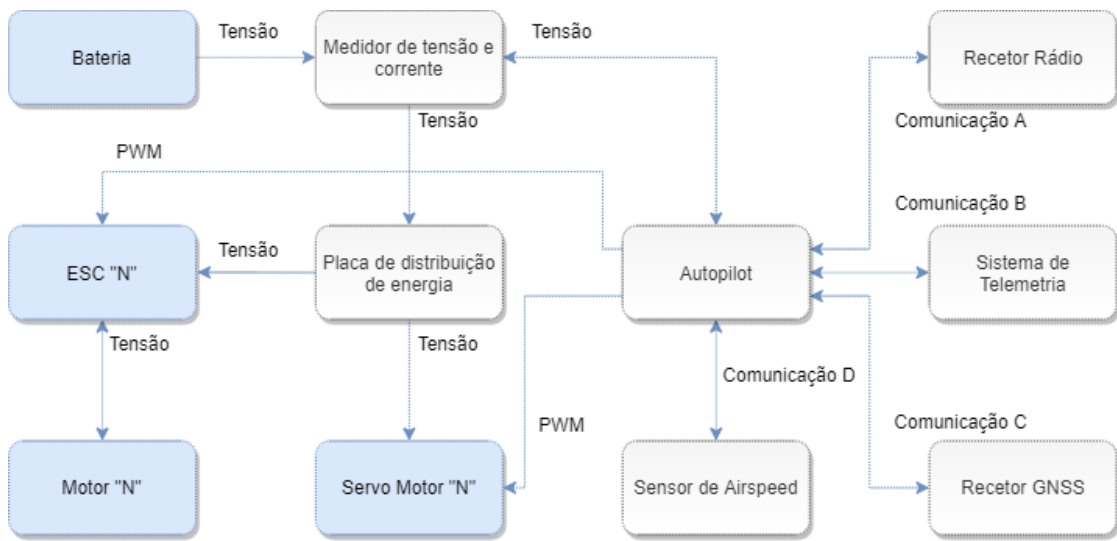 Bateria
Tensão
Medidor de tensão e
corrente
Tensão
Recetor Rádio
Tensão
Comunicação A
PWM
Comunicação B
ESC "N"
Tensão
Placa de distribuição
de energia
Autopilot
Sistema de
Telemetria
Tensão
Tensão
Comunicação D
PWM
Comunicação C
Motor "N"
Servo Motor "N"
Sensor de Airspeed
Recetor GNSS